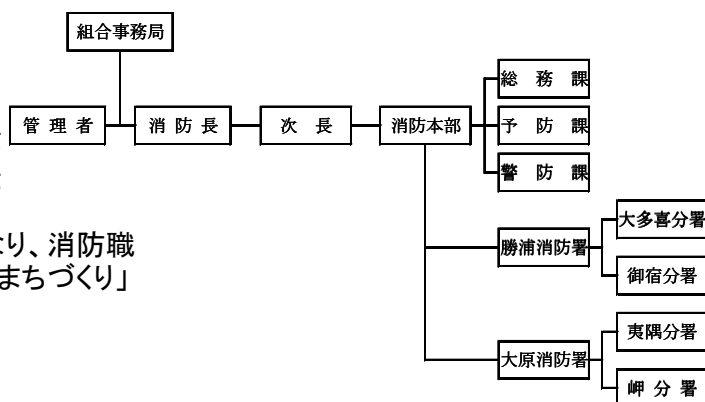 組合事務局
管理者
消防長
次長
消防本部
総務課
予防課
警防課
勝浦消防署
大多喜分署
御宿分署
大原消防署
夷隅分署
岬分署
り、消防職
まちづくり」